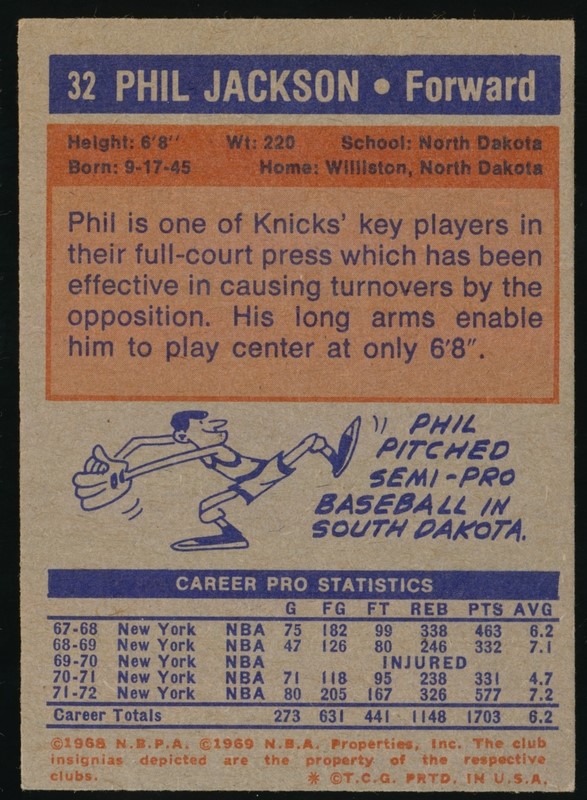 32 PHIL JACKSON • Forward
Height: 6'8" Wt: 220 School: North Dakota
Born: 9-17-45 Home: Williston, North Dakota
Phil is one of Knicks' key players in
their full-court press which has been
effective in causing turnovers by the
opposition. His long arms enable
him to play center at only 6'8".
PHIL
PITCHED
SEMI-PRO
BASEBALL IN
SOUTH DAKOTA.
CAREER PRO STATISTICS
G FG FT REB PTS AVG
67-68 New York NBA 75 182 99 338 463 6.2
68-69 New York NBA 47 126 80 246 332 7.1
69-70 New York NBA INJURED
70-71 New York NBA 71 118 95 238 331 4.7
71-72 New York NBA 80 205 167 326 577 7.2
Career Totals 273 631 441 1148 1703 6.2
©1968 N.B.P.A. ©1969 N.B.A. Properties, Inc. The club
insignias depicted are the property of the respective
clubs. * ©T.C.G. PRTD. IN U.S.A.